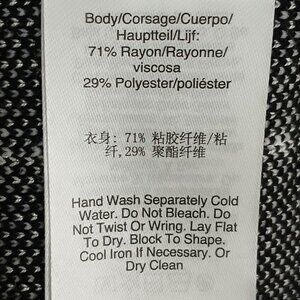 Body/Corsage/Cuerpo/
Hauptteil/Lijf:
71% Rayon/Rayonne/
viscosa
29% Polyester/poliéster
衣身: 71% 粘胶纤维/粘
纤,29% 聚酯纤维
Hand Wash Separately Cold
Water. Do Not Bleach. Do
Not Twist Or Wring. Lay Flat
To Dry. Block To Shape.
Cool Iron If Necessary. Or
Dry Clean